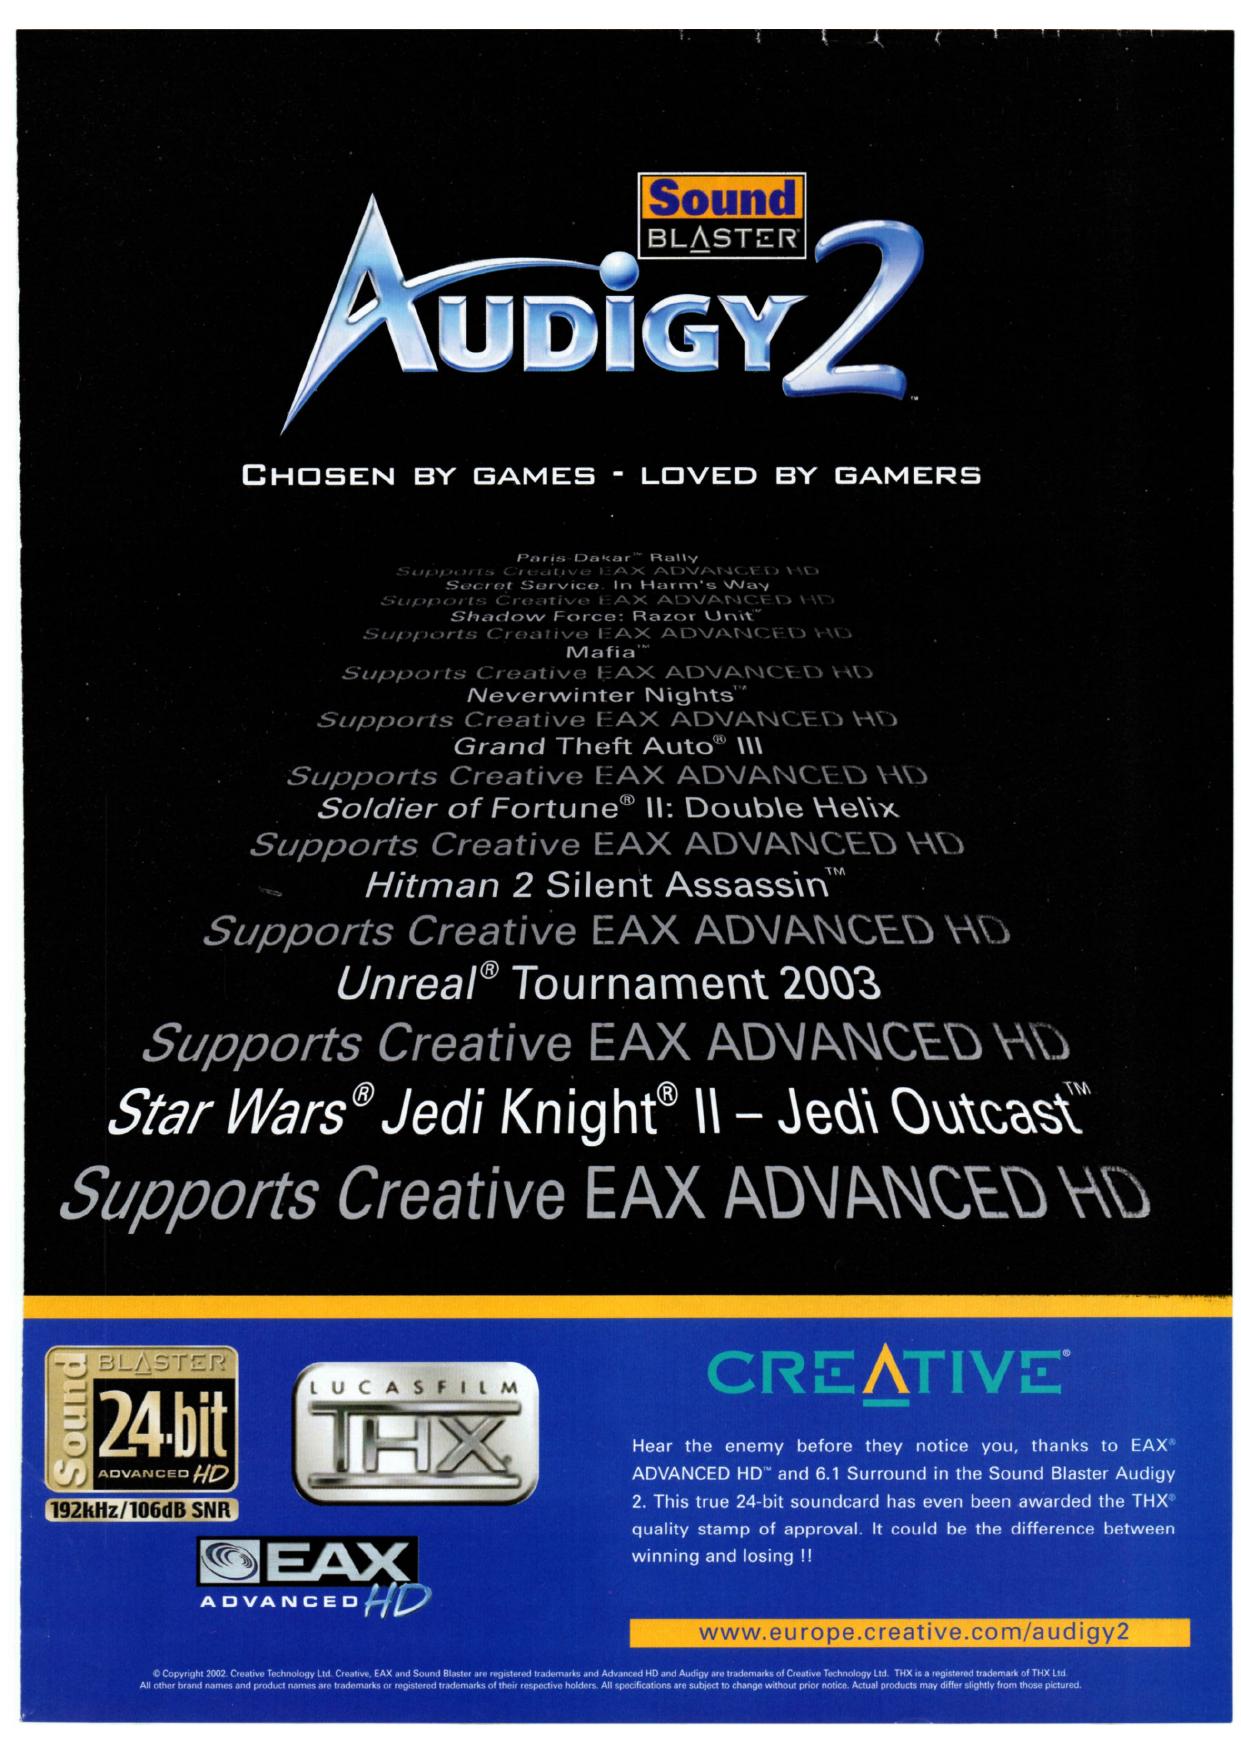 Sound
BLASTER
AUDIGY 2™
CHOSEN BY GAMES - LOVED BY GAMERS
Paris-Dakar™ Rally
Supports Creative EAX ADVANCED HD
Secret Service. In Harm's Way
Supports Creative EAX ADVANCED HD
Shadow Force: Razor Unit™
Supports Creative EAX ADVANCED HD
Mafia™
Supports Creative EAX ADVANCED HD
Neverwinter Nights™
Supports Creative EAX ADVANCED HD
Grand Theft Auto® III
Supports Creative EAX ADVANCED HD
Soldier of Fortune® II: Double Helix
Supports Creative EAX ADVANCED HD
Hitman 2 Silent Assassin™
Supports Creative EAX ADVANCED HD
Unreal® Tournament 2003
Supports Creative EAX ADVANCED HD
Star Wars® Jedi Knight® II – Jedi Outcast™
Supports Creative EAX ADVANCED HD
Sound BLASTER
24-bit
ADVANCED HD
192kHz/106dB SNR
LUCASFILM
THX
EAX
ADVANCED HD
CREATIVE®
Hear the enemy before they notice you, thanks to EAX®
ADVANCED HD™ and 6.1 Surround in the Sound Blaster Audigy
2. This true 24-bit soundcard has even been awarded the THX®
quality stamp of approval. It could be the difference between
winning and losing !!
www.europe.creative.com/audigy2
© Copyright 2002. Creative Technology Ltd. Creative, EAX and Sound Blaster are registered trademarks and Advanced HD and Audigy are trademarks of Creative Technology Ltd. THX is a registered trademark of THX Ltd.
All other brand names and product names are trademarks or registered trademarks of their respective holders. All specifications are subject to change without prior notice. Actual products may differ slightly from those pictured.